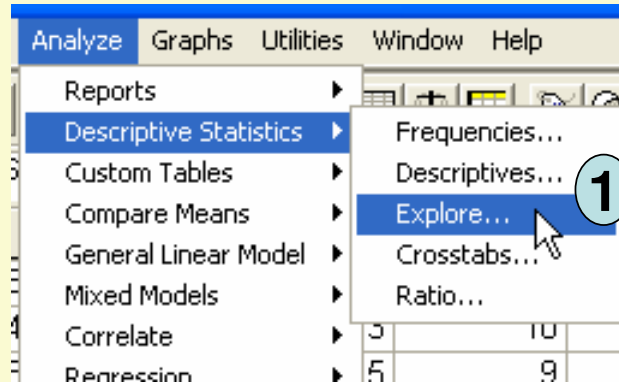 Analyze Graphs Utilities Window Help
Reports
Descriptive Statistics
Custom Tables
Compare Means
General Linear Model
Mixed Models
Correlate
Regression
Frequencies...
Descriptives...
Explore...
Crosstabs...
Ratio...
1
3 10
5 9